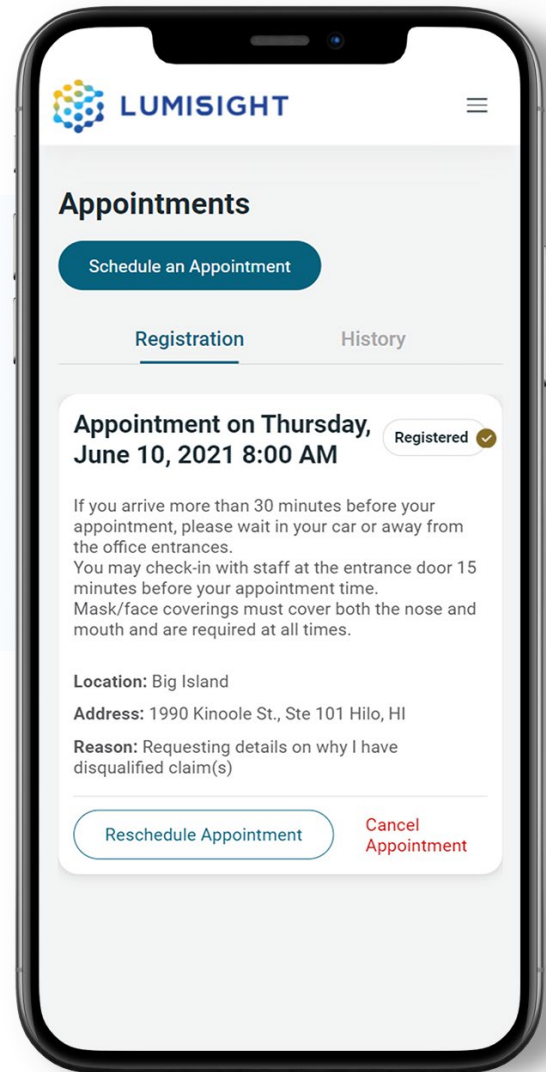 LUMISIGHT
Appointments
Schedule an Appointment
Registration
History
Appointment on Thursday,
June 10, 2021 8:00 AM
Registered
If you arrive more than 30 minutes before your
appointment, please wait in your car or away from
the office entrances.
You may check-in with staff at the entrance door 15
minutes before your appointment time.
Mask/face coverings must cover both the nose and
mouth and are required at all times.
Location: Big Island
Address: 1990 Kinoole St., Ste 101 Hilo, HI
Reason: Requesting details on why I have
disqualified claim(s)
Reschedule Appointment
Cancel
Appointment